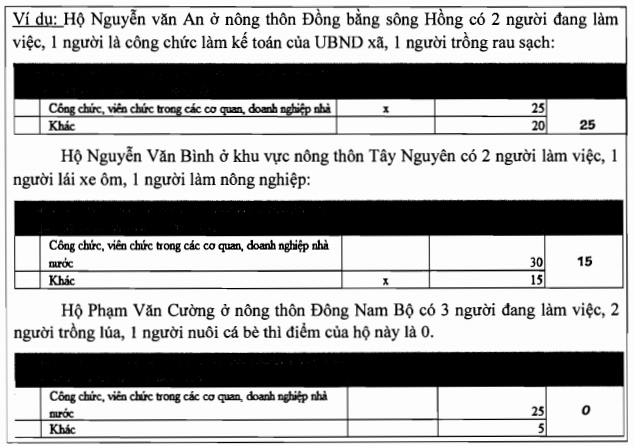 Ví dụ: Hộ Nguyễn văn An ở nông thôn Đồng bằng sông Hồng có 2 người đang làm
việc, 1 người là công chức làm kế toán của UBND xã, 1 người trồng rau sạch:
Công chức, viên chức trong các cơ quan, doanh nghiệp nhà x 25
Khác 20 25
Hộ Nguyễn Văn Bình ở khu vực nông thôn Tây Nguyên có 2 người làm việc, 1
người lái xe ôm, 1 người làm nông nghiệp:
Công chức, viên chức trong các cơ quan, doanh nghiệp nhà
nước 30 15
Khác x 15
Hộ Phạm Văn Cường ở nông thôn Đông Nam Bộ có 3 người đang làm việc, 2
người trồng lúa, 1 người nuôi cá bè thì điểm của hộ này là 0.
Công chức, viên chức trong các cơ quan, doanh nghiệp nhà
nước 25 0
Khác 5